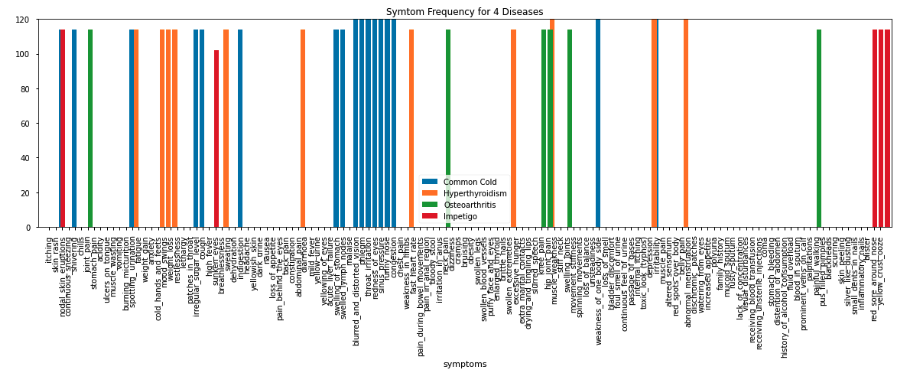 Symtom Frequency for 4 Diseases
120
100
80
60
40
20
0
Common Cold
Hyperthyroidism
Osteoarthritis
Impetigo
itching
skin_rash
nodal_skin_eruptions
continuous_sneezing
shivering
chills
joint_pain
stomach_pain
acidity
ulcers_on_tongue
muscle_wasting
vomiting
burning_micturition
spotting_ urination
fatigue
weight_gain
anxiety
cold_hands_and_feets
mood_swings
weight_loss
restlessness
lethargy
patches_in_throat
irregular_sugar_level
cough
high_fever
sunken_eyes
breathlessness
sweating
dehydration
indigestion
headache
yellowish_skin
dark_urine
nausea
loss_of_appetite
pain_behind_the_eyes
back_pain
constipation
abdominal_pain
diarrhoea
mild_fever
yellow_urine
yellowing_of_eyes
acute_liver_failure
swelling_of_stomach
swelled_lymph_nodes
malaise
blurred_and_distorted_vision
phlegm
throat_irritation
redness_of_eyes
sinus_pressure
runny_nose
congestion
chest_pain
weakness_in_limbs
fast_heart_rate
pain_during_bowel_movements
pain_in_anal_region
bloody_stool
irritation_in_anus
neck_pain
dizziness
cramps
bruising
obesity
swollen_legs
swollen_blood_vessels
puffy_face_and_eyes
enlarged_thyroid
brittle_nails
swollen_extremeties
excessive_hunger
extra_marital_contacts
drying_and_tingling_lips
slurred_speech
knee_pain
hip_joint_pain
muscle_weakness
stiff_neck
swelling_joints
movement_stiffness
spinning_movements
loss_of_balance
unsteadiness
weakness_of_one_body_side
loss_of_smell
bladder_discomfort
foul_smell_of urine
continuous_feel_of_urine
passage_of_gases
internal_itching
toxic_look_(typhos)
depression
irritability
muscle_pain
altered_sensorium
red_spots_over_body
belly_pain
abnormal_menstruation
dischromic _patches
watering_from_eyes
increased_appetite
polyuria
family_history
mucoid_sputum
rusty_sputum
lack_of_concentration
visual_disturbances
receiving_blood_transfusion
receiving_unsterile_injections
coma
stomach_bleeding
distention_of_abdomen
history_of_alcohol_consumption
fluid_overload
blood_in_sputum
prominent_veins_on_calf
palpitations
painful_walking
pus_filled_pimples
blackheads
scurring
skin_peeling
silver_like_dusting
small_dents_in_nails
inflammatory_nails
blister
red_sore_around_nose
yellow_crust_ooze
symptoms